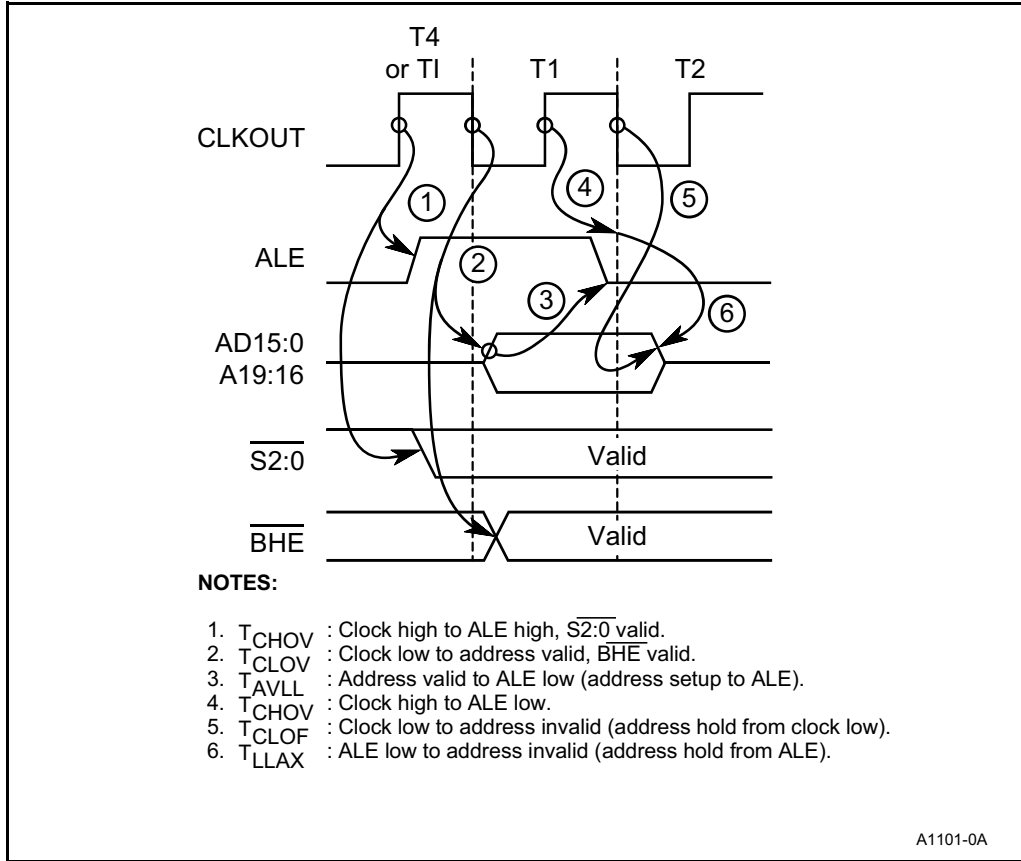 T4
or TI
T1
T2
CLKOUT
1
4
5
ALE
2
3
6
AD15:0
A19:16
S2:0
Valid
BHE
Valid
NOTES:
1. TCHOV : Clock high to ALE high, S2:0 valid.
2. TCLOV : Clock low to address valid, BHE valid.
3. TAVLL : Address valid to ALE low (address setup to ALE).
4. TCHOV : Clock high to ALE low.
5. TCLOF : Clock low to address invalid (address hold from clock low).
6. TLLAX : ALE low to address invalid (address hold from ALE).
A1101-0A